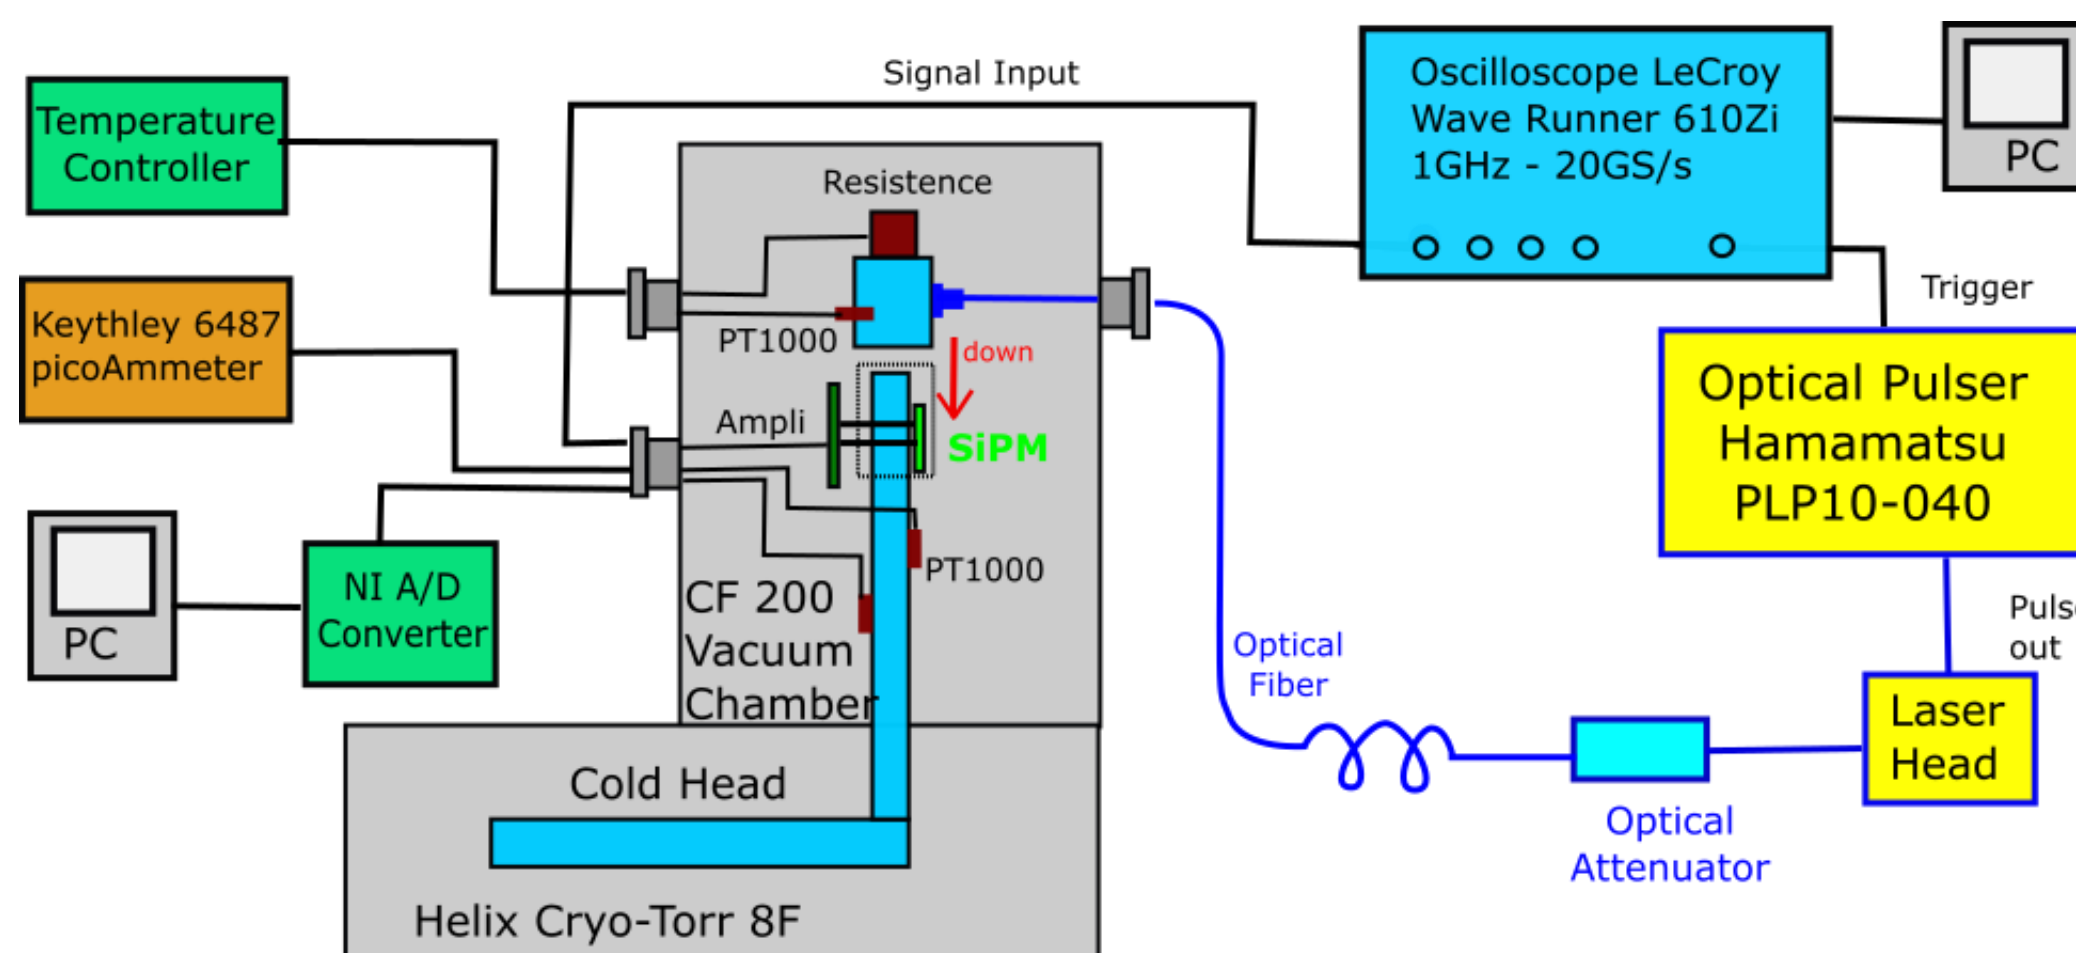 Signal Input
Temperature
Controller
Oscilloscope LeCroy
Wave Runner 610Zi
1GHz - 20GS/s
PC
Resistence
Trigger
Keythley 6487
picoAmmeter
PT1000
down
Ampli
SiPM
Optical Pulser
Hamamatsu
PLP10-040
PT1000
NI A/D
Converter
PC
CF 200
Vacuum
Chamber
Optical
Fiber
out
Laser
Head
Cold Head
Optical
Attenuator
Helix Cryo-Torr 8F